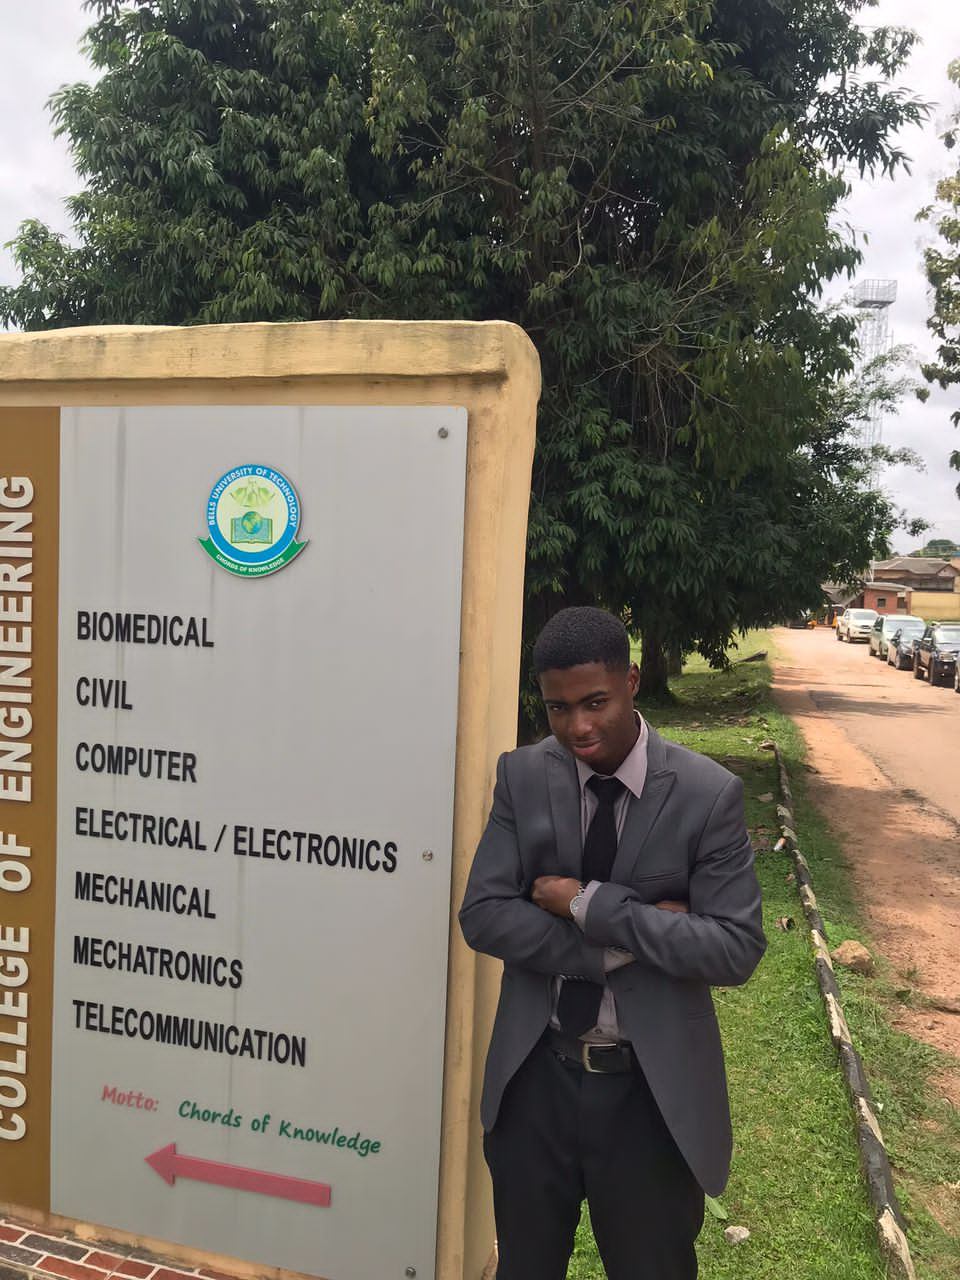 COLLEGE OF ENGINEERING
BELLS UNIVERSITY OF TECHNOLOGY
CHORDS OF KNOWLEDGE
BIOMEDICAL
CIVIL
COMPUTER
ELECTRICAL / ELECTRONICS
MECHANICAL
MECHATRONICS
TELECOMMUNICATION
Motto: Chords of Knowledge